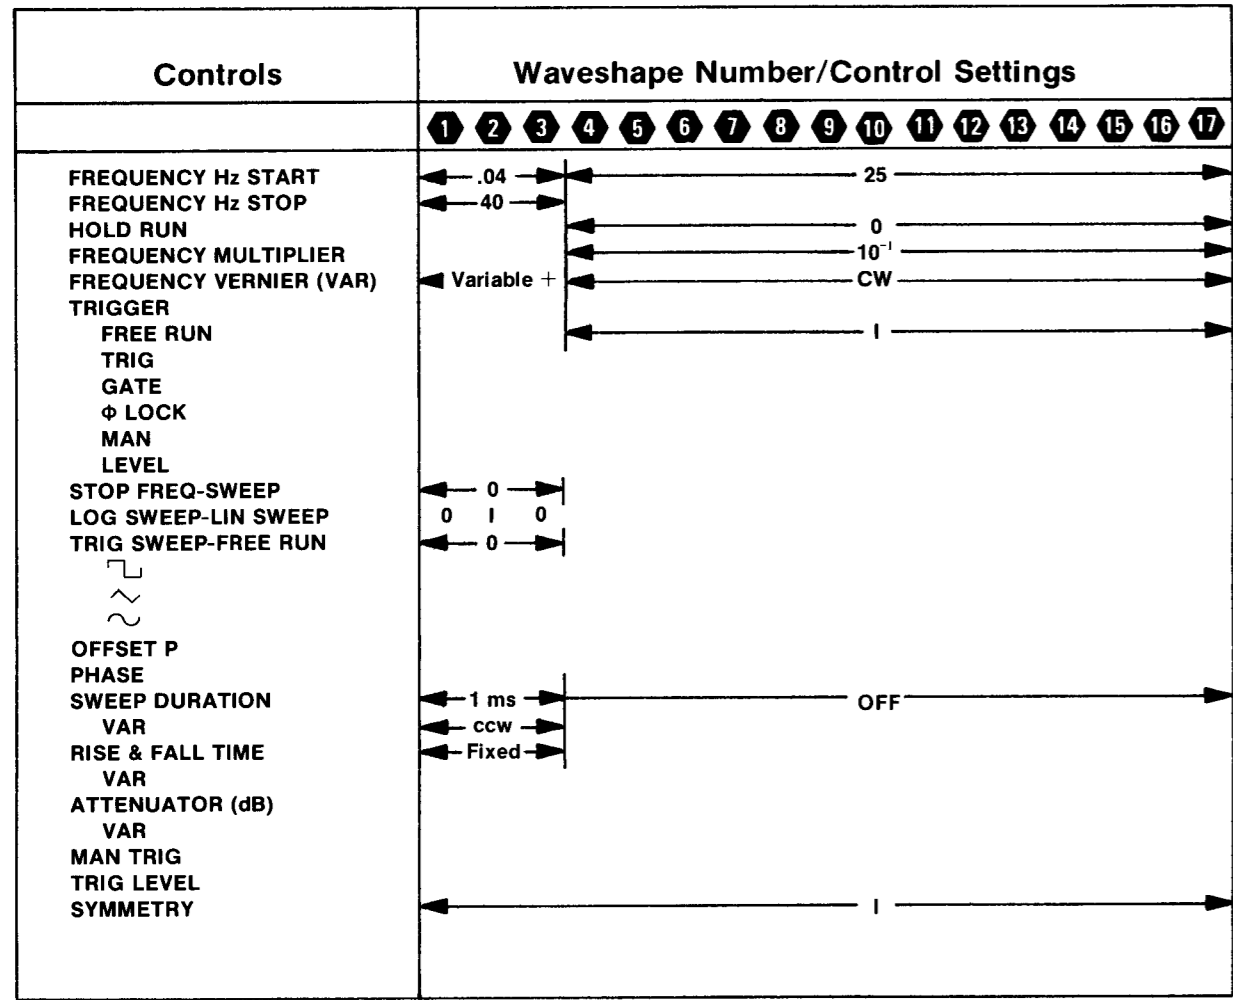 Controls Waveshape Number/Control Settings
1 2 3 4 5 6 7 8 9 10 11 12 13 14 15 16 17
FREQUENCY Hz START .04 25
FREQUENCY Hz STOP 40
HOLD RUN 0
FREQUENCY MULTIPLIER 10⁻¹
FREQUENCY VERNIER (VAR) Variable + CW
TRIGGER
FREE RUN I
TRIG
GATE
Φ LOCK
MAN
LEVEL
STOP FREQ-SWEEP 0
LOG SWEEP-LIN SWEEP 0 I 0
TRIG SWEEP-FREE RUN 0
OFFSET P
PHASE
SWEEP DURATION 1 ms OFF
VAR ccw
RISE & FALL TIME Fixed
VAR
ATTENUATOR (dB)
VAR
MAN TRIG
TRIG LEVEL
SYMMETRY I